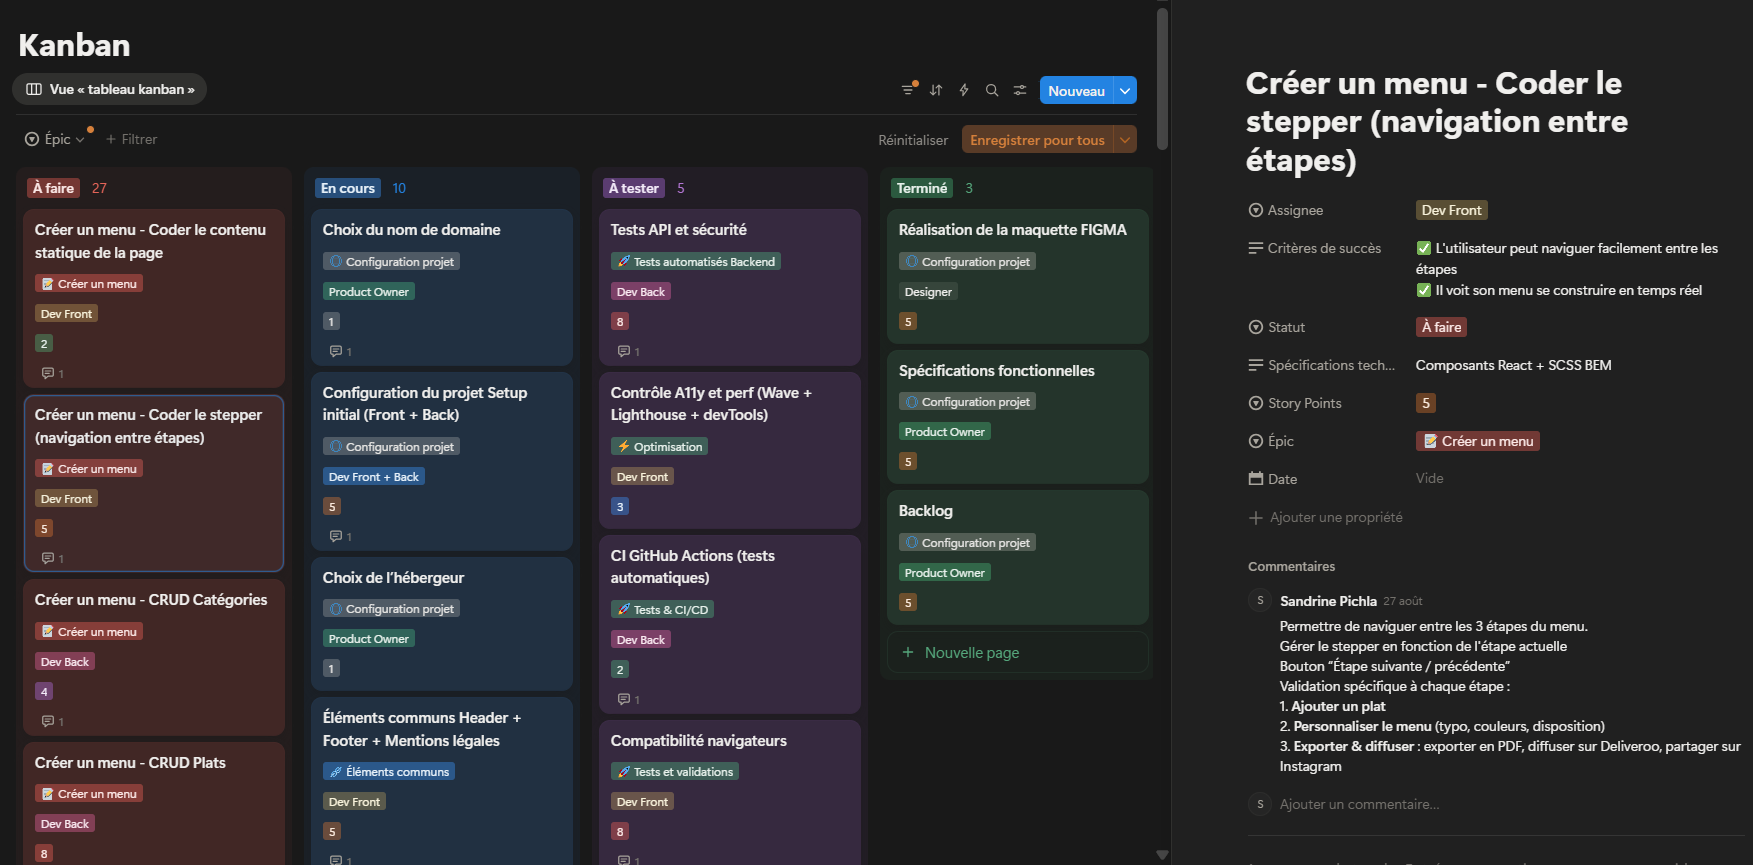 Kanban
Vue « tableau kanban »
Nouveau
Épic
+ Filtrer
Réinitialiser
Enregistrer pour tous
À faire 27
Créer un menu - Coder le contenu
statique de la page
Créer un menu
Dev Front
2
1
Créer un menu - Coder le stepper
(navigation entre étapes)
Créer un menu
Dev Front
5
1
Créer un menu - CRUD Catégories
Créer un menu
Dev Back
4
1
Créer un menu - CRUD Plats
Créer un menu
Dev Back
8
En cours 10
Choix du nom de domaine
Configuration projet
Product Owner
1
1
Configuration du projet Setup
initial (Front + Back)
Configuration projet
Dev Front + Back
5
1
Choix de l’hébergeur
Configuration projet
Product Owner
1
Éléments communs Header +
Footer + Mentions légales
Éléments communs
Dev Front
5
1
À tester 5
Tests API et sécurité
🚀 Tests automatisés Backend
Dev Back
8
1
Contrôle A11y et perf (Wave +
Lighthouse + devTools)
⚡ Optimisation
Dev Front
3
CI GitHub Actions (tests
automatiques)
🚀 Tests & CI/CD
Dev Back
2
1
Compatibilité navigateurs
🚀 Tests et validations
Dev Front
8
1
Terminé 3
Réalisation de la maquette FIGMA
Configuration projet
Designer
5
Spécifications fonctionnelles
Configuration projet
Product Owner
5
Backlog
Configuration projet
Product Owner
5
+ Nouvelle page
Créer un menu - Coder le
stepper (navigation entre
étapes)
Assignee Dev Front
Critères de succès ✅ L'utilisateur peut naviguer facilement entre les
étapes
✅ Il voit son menu se construire en temps réel
Statut À faire
Spécifications tech... Composants React + SCSS BEM
Story Points 5
Épic 📝 Créer un menu
Date Vide
+ Ajouter une propriété
Commentaires
S Sandrine Pichla 27 août
Permettre de naviguer entre les 3 étapes du menu.
Gérer le stepper en fonction de l'étape actuelle
Bouton “Étape suivante / précédente”
Validation spécifique à chaque étape :
1. Ajouter un plat
2. Personnaliser le menu (typo, couleurs, disposition)
3. Exporter & diffuser : exporter en PDF, diffuser sur Deliveroo, partager sur
Instagram
S Ajouter un commentaire...